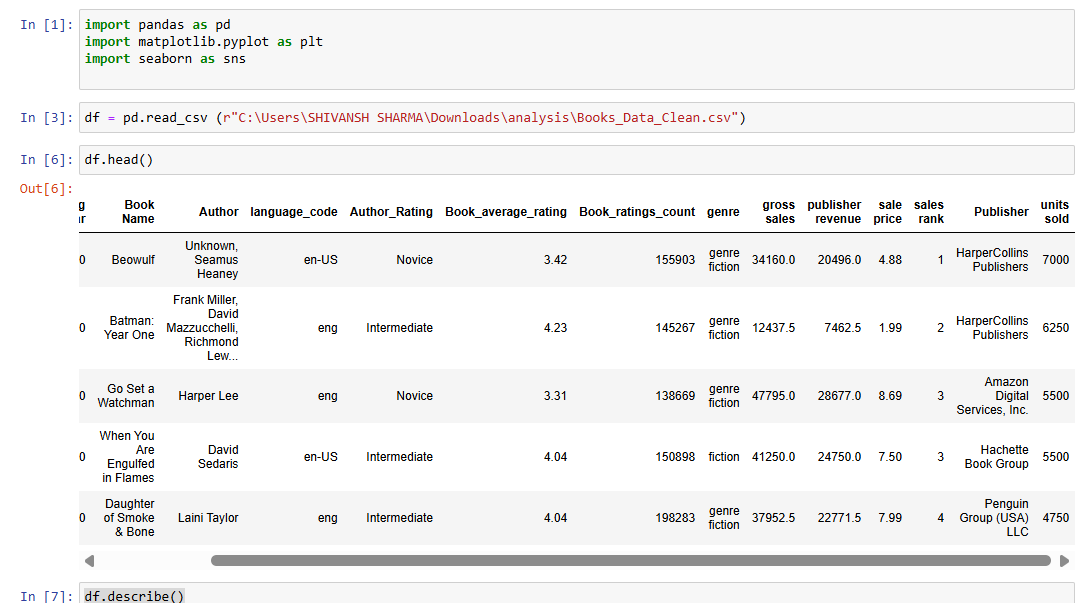 In [1]: import pandas as pd
import matplotlib.pyplot as plt
import seaborn as sns
In [3]: df = pd.read_csv (r"C:\Users\SHIVANSH SHARMA\Downloads\analysis\Books_Data_Clean.csv")
In [6]: df.head()
Out[6]:
g r Book Name Author language_code Author_Rating Book_average_rating Book_ratings_count genre gross sales publisher revenue sale price sales rank Publisher units sold
0 Beowulf Unknown, Seamus Heaney en-US Novice 3.42 155903 genre fiction 34160.0 20496.0 4.88 1 HarperCollins Publishers 7000
0 Batman: Year One Frank Miller, David Mazzucchelli, Richmond Lew... eng Intermediate 4.23 145267 genre fiction 12437.5 7462.5 1.99 2 HarperCollins Publishers 6250
0 Go Set a Watchman Harper Lee eng Novice 3.31 138669 genre fiction 47795.0 28677.0 8.69 3 Amazon Digital Services, Inc. 5500
0 When You Are Engulfed in Flames David Sedaris en-US Intermediate 4.04 150898 fiction 41250.0 24750.0 7.50 3 Hachette Book Group 5500
0 Daughter of Smoke & Bone Laini Taylor eng Intermediate 4.04 198283 genre fiction 37952.5 22771.5 7.99 4 Penguin Group (USA) LLC 4750
In [7]: df.describe()